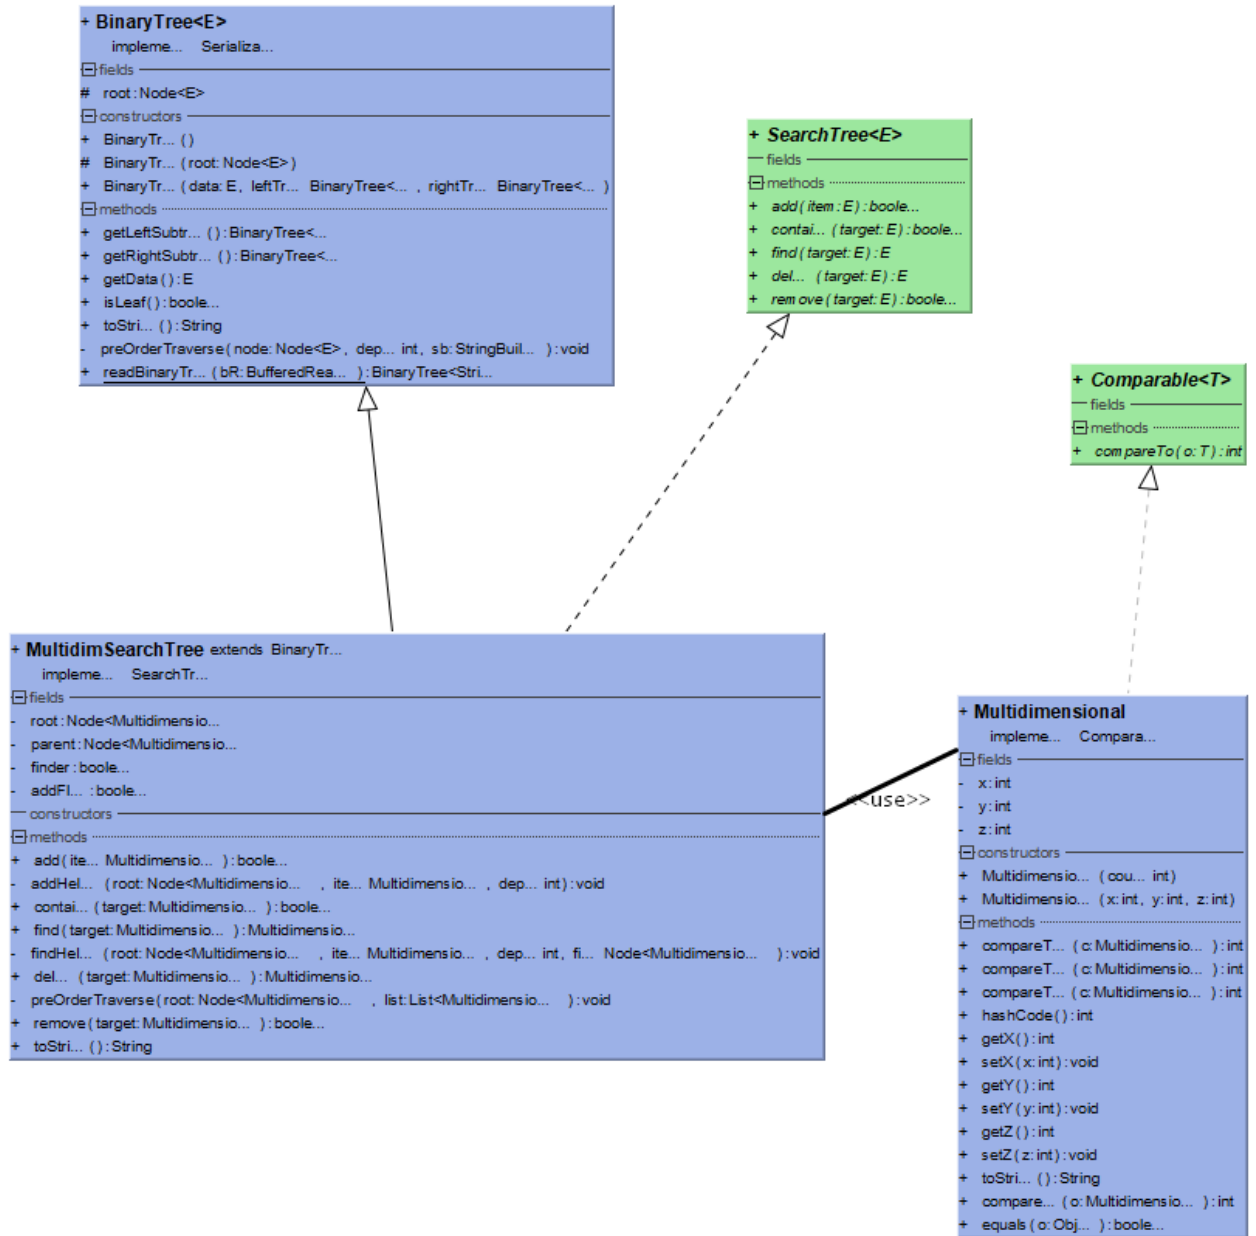 + BinaryTree<E>
impleme... Serializa...
fields
# root:Node<E>
constructors
+ BinaryTr... ()
# BinaryTr... (root:Node<E>)
+ BinaryTr... (data:E, leftTr... BinaryTree<... , rightTr... BinaryTree<... )
methods
+ getLeftSubtr... ():BinaryTree<...
+ getRightSubtr... ():BinaryTree<...
+ getData():E
+ isLeaf():boole...
+ toStri... ():String
- preOrderTraverse(node:Node<E>, dep... int, sb:StringBuil... ):void
+ readBinaryTr... (bR:BufferedRea... ):BinaryTree<Stri...
+ SearchTree<E>
fields
methods
+ add(item:E):boole...
+ contai... (target:E):boole...
+ find(target:E):E
+ del... (target:E):E
+ remove(target:E):boole...
+ Comparable<T>
fields
methods
+ compareTo(o:T):int
+ MultidimSearchTree extends BinaryTr...
impleme... SearchTr...
fields
- root:Node<Multidimensio...
- parent:Node<Multidimensio...
- finder:boole...
- addFl... :boole...
constructors
methods
+ add(ite... Multidimensio... ):boole...
- addHel... (root:Node<Multidimensio... , ite... Multidimensio... , dep... int):void
+ contai... (target:Multidimensio... ):boole...
+ find(target:Multidimensio... ):Multidimensio...
- findHel... (root:Node<Multidimensio... , ite... Multidimensio... , dep... int, fi... Node<Multidimensio... ):void
+ del... (target:Multidimensio... ):Multidimensio...
- preOrderTraverse(root:Node<Multidimensio... , list:List<Multidimensio... ):void
+ remove(target:Multidimensio... ):boole...
+ toStri... ():String
<<use>>
+ Multidimensional
impleme... Compara...
fields
- x:int
- y:int
- z:int
constructors
+ Multidimensio... (cou... int)
+ Multidimensio... (x:int, y:int, z:int)
methods
+ compareT... (c:Multidimensio... ):int
+ compareT... (c:Multidimensio... ):int
+ compareT... (c:Multidimensio... ):int
+ hashCode():int
+ getX():int
+ setX(x:int):void
+ getY():int
+ setY(y:int):void
+ getZ():int
+ setZ(z:int):void
+ toStri... ():String
+ compare... (o:Multidimensio... ):int
+ equals(o:Obj... ):boole...